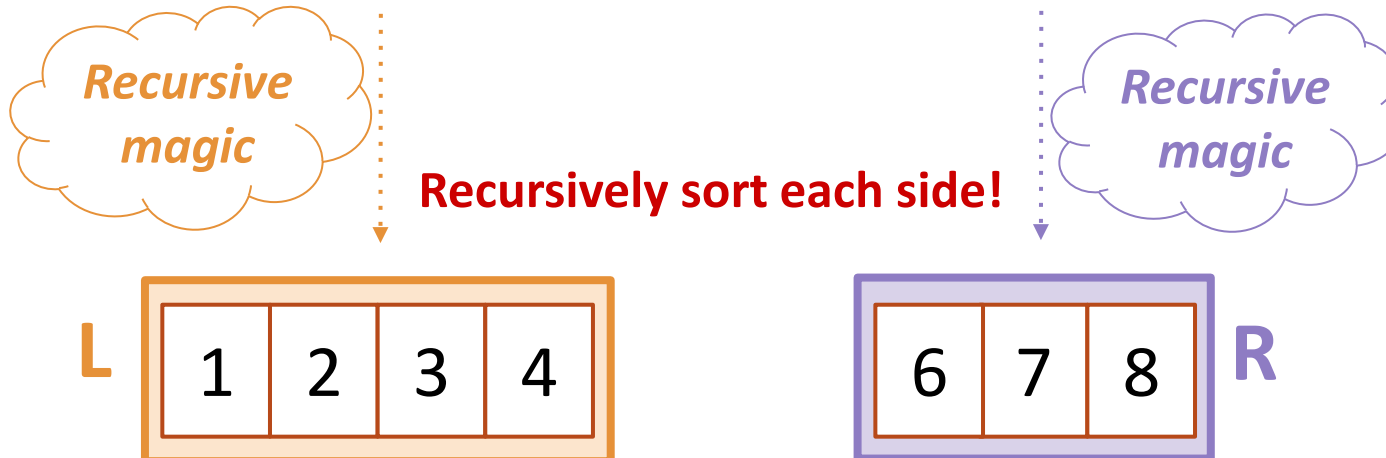 Recursive
magic
Recursive
magic
Recursively sort each side!
L 1 2 3 4 6 7 8 R